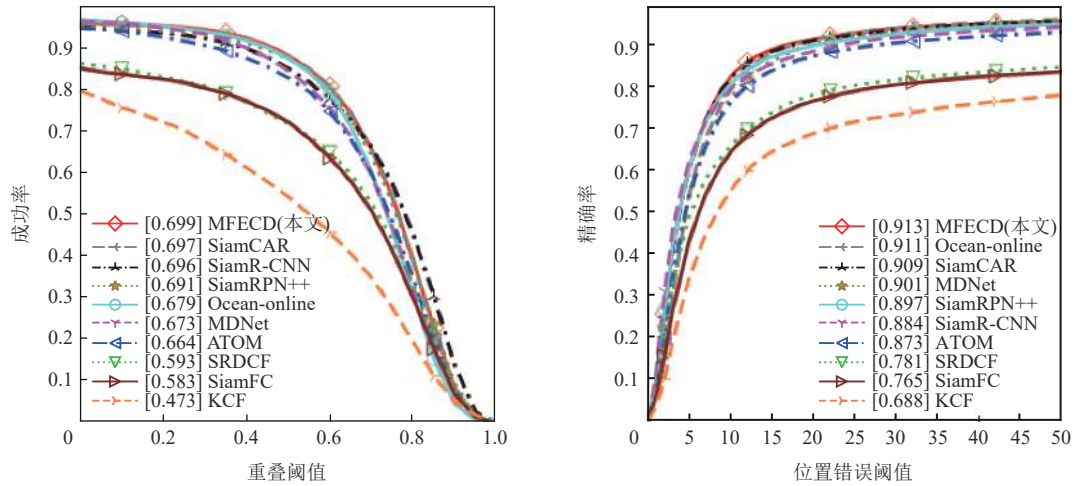 0.9
0.8
0.7
0.6
0.5
0.4
0.3
0.2
0.1
成功率
[0.699] MFECD(本文)
[0.697] SiamCAR
[0.696] SiamR-CNN
[0.691] SiamRPN++
[0.679] Ocean-online
[0.673] MDNet
[0.664] ATOM
[0.593] SRDCF
[0.583] SiamFC
[0.473] KCF
0 0.2 0.4 0.6 0.8 1.0
重叠阈值
0.9
0.8
0.7
0.6
0.5
0.4
0.3
0.2
0.1
精确率
[0.913] MFECD(本文)
[0.911] Ocean-online
[0.909] SiamCAR
[0.901] MDNet
[0.897] SiamRPN++
[0.884] SiamR-CNN
[0.873] ATOM
[0.781] SRDCF
[0.765] SiamFC
[0.688] KCF
0 5 10 15 20 25 30 35 40 45 50
位置错误阈值